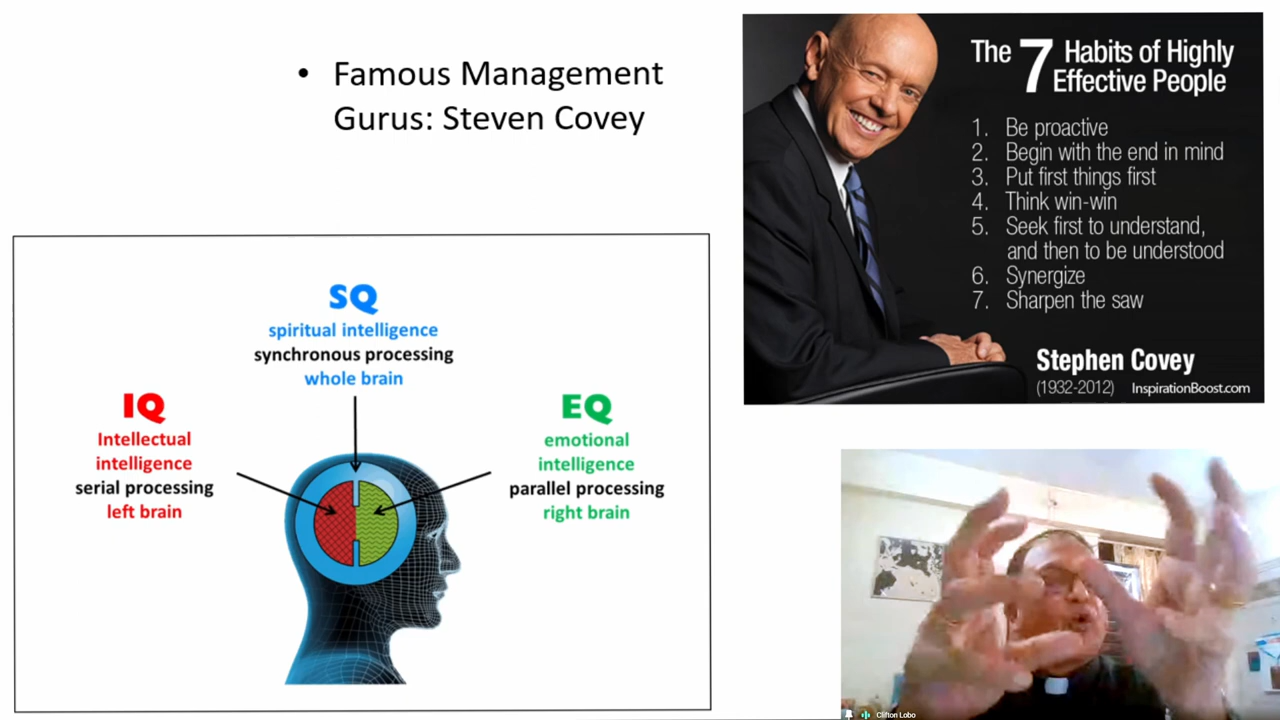 • Famous Management
Gurus: Steven Covey
The 7 Habits of Highly
Effective People
1. Be proactive
2. Begin with the end in mind
3. Put first things first
4. Think win-win
5. Seek first to understand,
and then to be understood
6. Synergize
7. Sharpen the saw
Stephen Covey
(1932-2012) InspirationBoost.com
SQ
spiritual intelligence
synchronous processing
whole brain
IQ
Intellectual
intelligence
serial processing
left brain
EQ
emotional
intelligence
parallel processing
right brain
Clifton Lobo